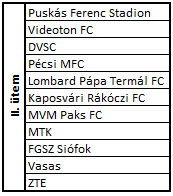 II. ütem
Puskás Ferenc Stadion
Videoton FC
DVSC
Pécsi MFC
Lombard Pápa Termál FC
Kaposvári Rákóczi FC
MVM Paks FC
MTK
FGSZ Siófok
Vasas
ZTE